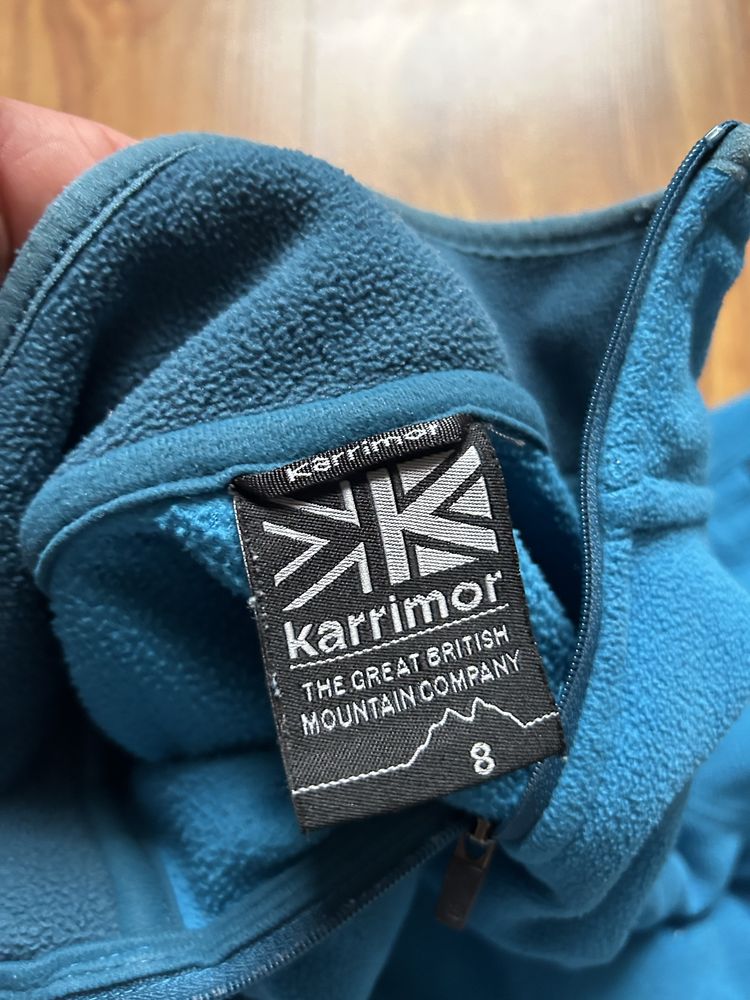 Karrimor
karrimor
THE GREAT BRITISH
MOUNTAIN COMPANY
8